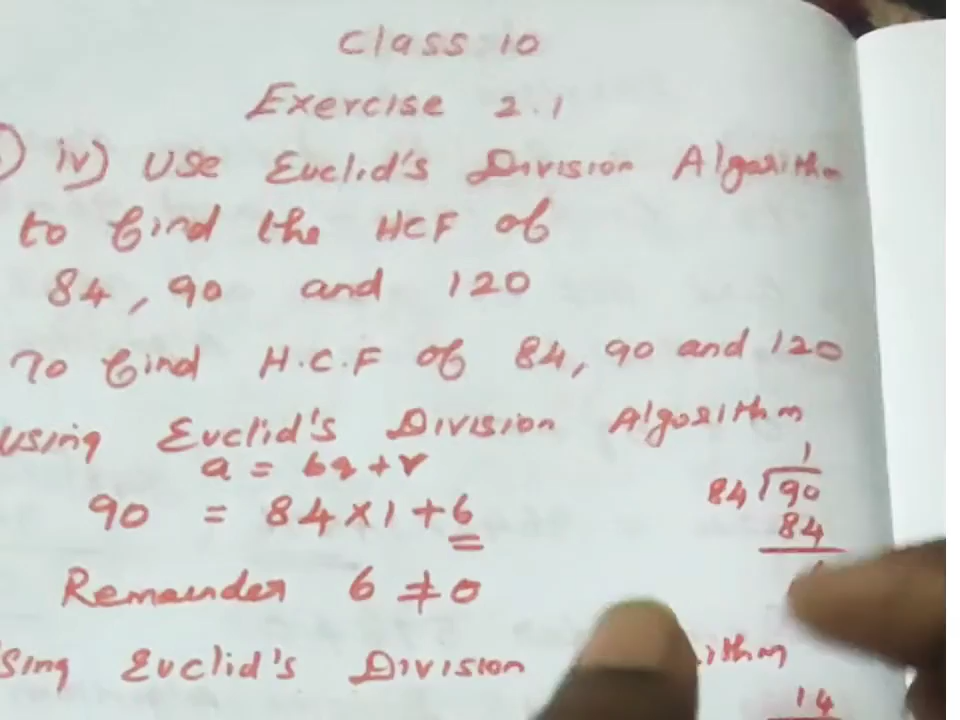 Class 10
Exercise 2.1
iv) Use Euclid's Division Algorithm
to find the HCF of
84, 90 and 120
To find H.C.F of 84, 90 and 120
using Euclid's Division Algorithm
a = bq + r
1
90 = 84 × 1 + 6
84 90
84
Remainder 6 ≠ 0
Euclid's Division
14